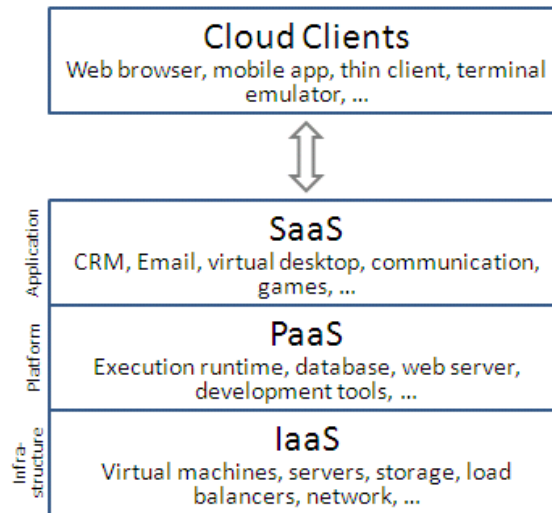 Cloud Clients
Web browser, mobile app, thin client, terminal
emulator, ...
Application
SaaS
CRM, Email, virtual desktop, communication,
games, ...
Platform
PaaS
Execution runtime, database, web server,
development tools, ...
Infra-
structure
IaaS
Virtual machines, servers, storage, load
balancers, network, ...